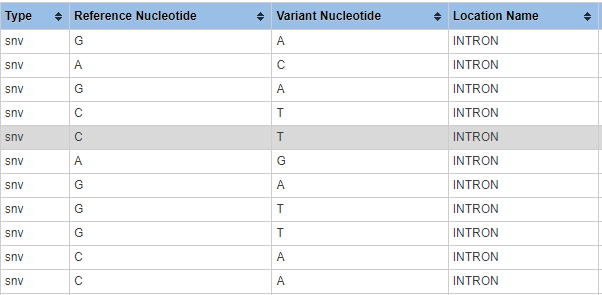 Type Reference Nucleotide Variant Nucleotide Location Name
snv G A INTRON
snv A C INTRON
snv G A INTRON
snv C T INTRON
snv C T INTRON
snv A G INTRON
snv G A INTRON
snv G T INTRON
snv G T INTRON
snv C A INTRON
snv C A INTRON